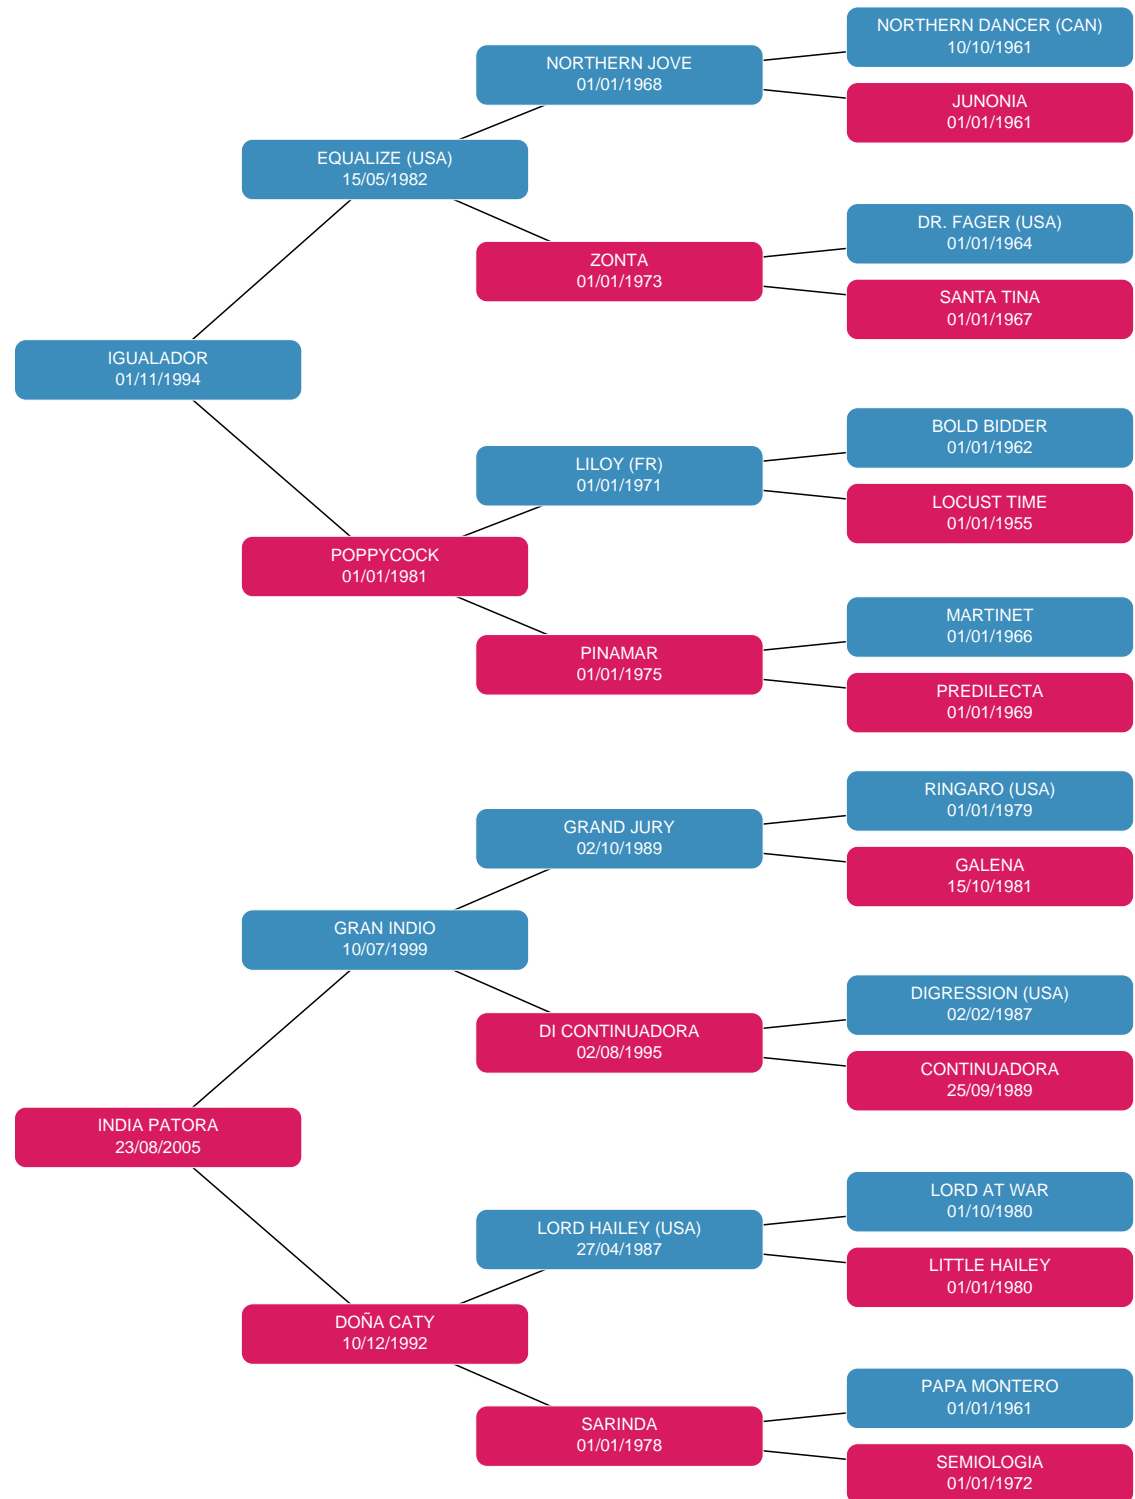 NORTHERN DANCER (CAN)
10/10/1961
NORTHERN JOVE
01/01/1968
JUNONIA
01/01/1961
EQUALIZE (USA)
15/05/1982
DR. FAGER (USA)
01/01/1964
ZONTA
01/01/1973
SANTA TINA
01/01/1967
IGUALADOR
01/11/1994
BOLD BIDDER
01/01/1962
LILOY (FR)
01/01/1971
LOCUST TIME
01/01/1955
POPPYCOCK
01/01/1981
MARTINET
01/01/1966
PINAMAR
01/01/1975
PREDILECTA
01/01/1969
RINGARO (USA)
01/01/1979
GRAND JURY
02/10/1989
GALENA
15/10/1981
GRAN INDIO
10/07/1999
DIGRESSION (USA)
02/02/1987
DI CONTINUADORA
02/08/1995
CONTINUADORA
25/09/1989
INDIA PATORA
23/08/2005
LORD AT WAR
01/10/1980
LORD HAILEY (USA)
27/04/1987
LITTLE HAILEY
01/01/1980
DOÑA CATY
10/12/1992
PAPA MONTERO
01/01/1961
SARINDA
01/01/1978
SEMIOLOGIA
01/01/1972